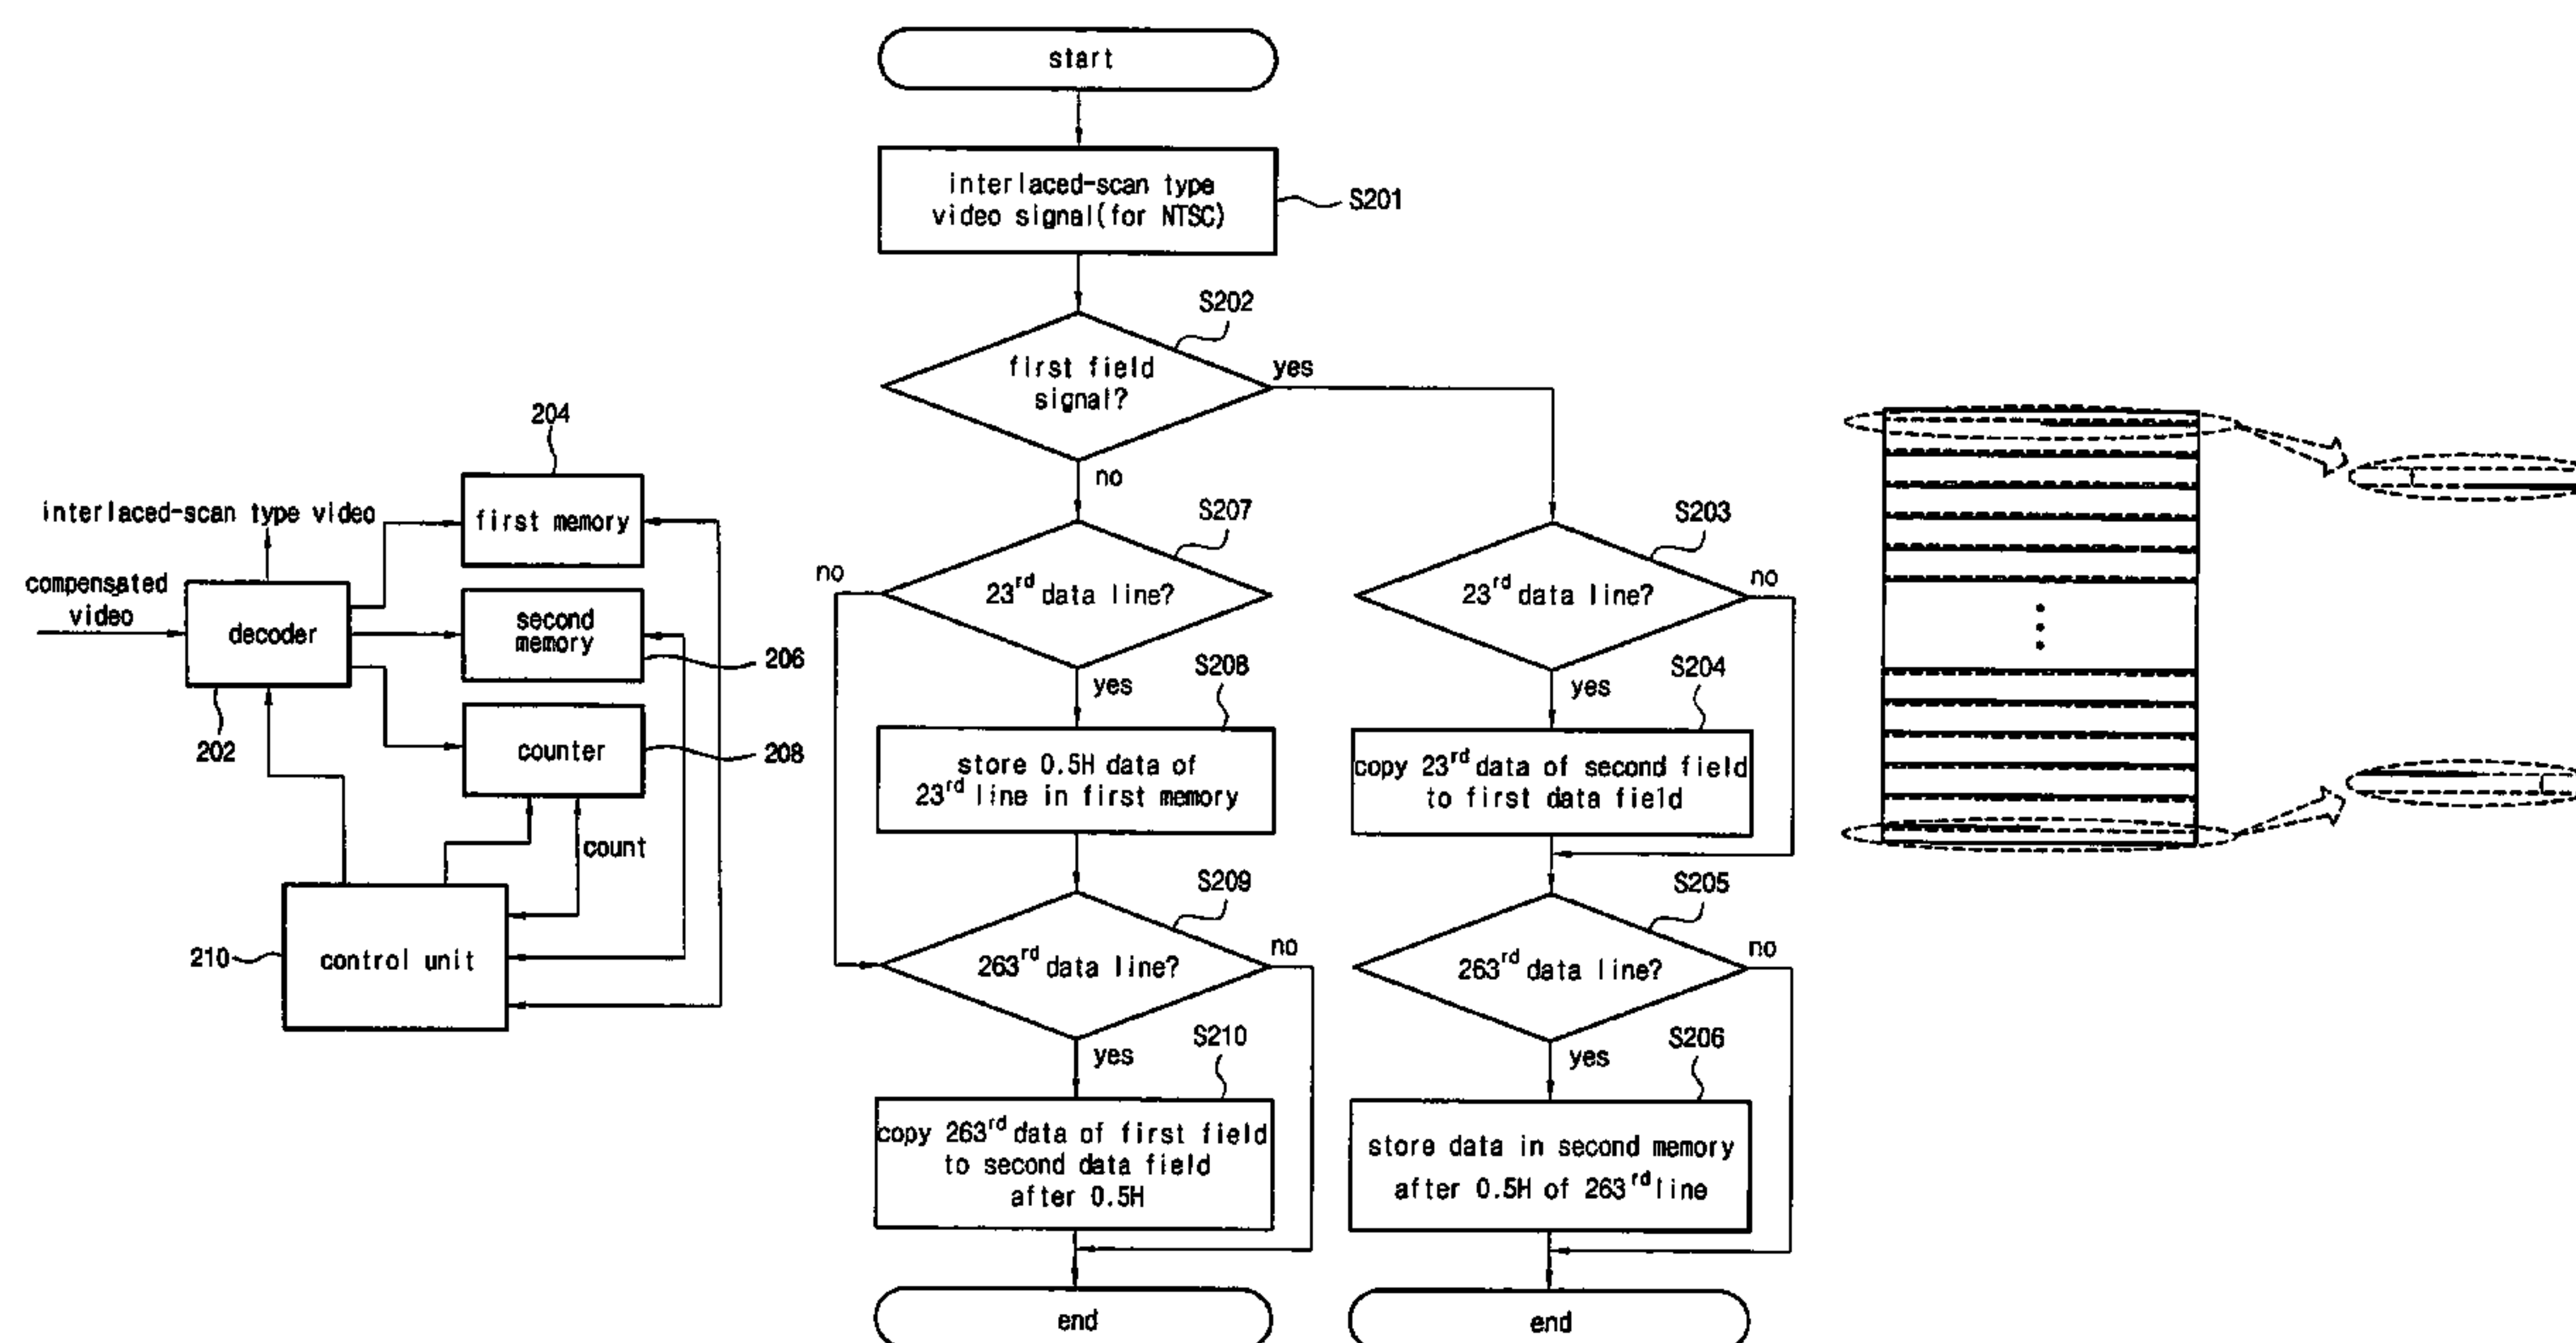 204
interlaced-scan type video
first memory
compensated
video
decoder
second
memory
206
202
counter
208
count
210
control unit
start
interlaced-scan type
video signal(for NTSC)
S201
S202
first field
signal?
yes
no
S207
no
23rd data line?
yes
S208
store 0.5H data of
23rd line in first memory
S209
263rd data line?
no
yes
S210
copy 263rd data of first field
to second data field
after 0.5H
end
S203
23rd data line?
no
yes
S204
copy 23rd data of second field
to first data field
S205
263rd data line?
no
yes
S206
store data in second memory
after 0.5H of 263rd line
end